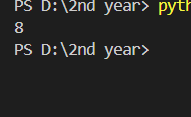 PS D:\2nd year> pyth
8
PS D:\2nd year>